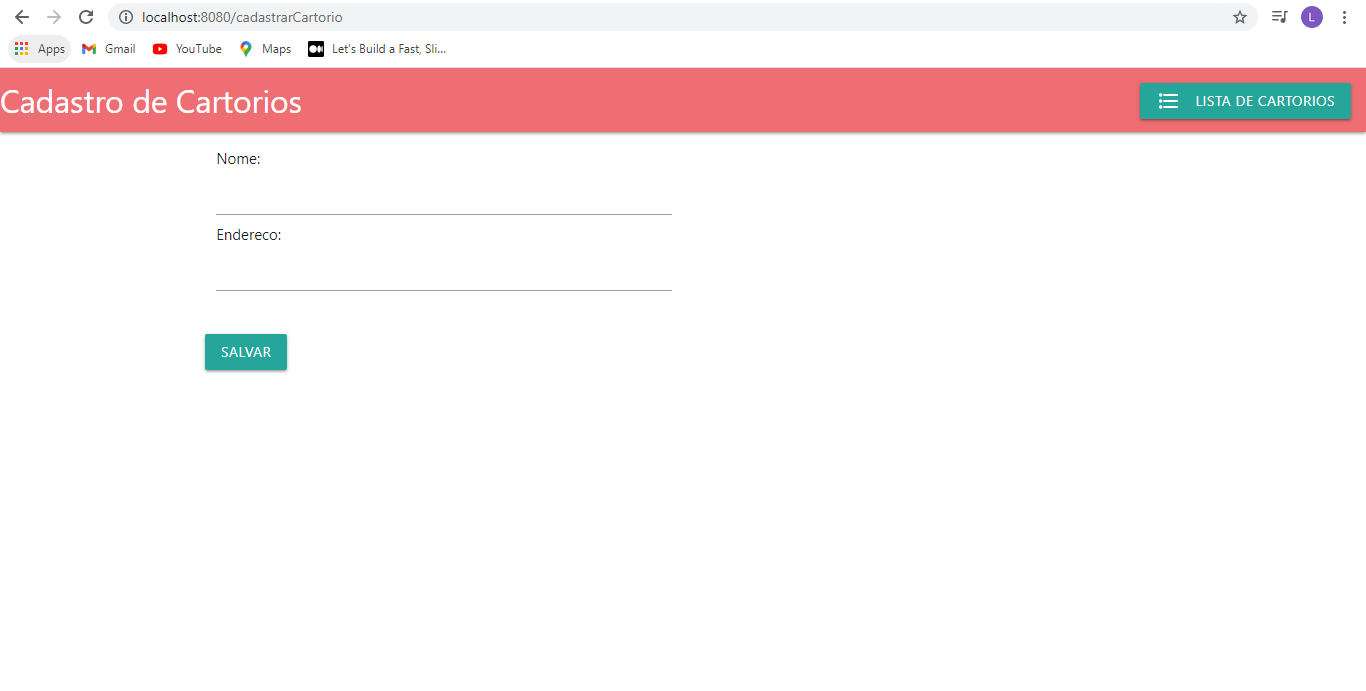 localhost:8080/cadastrarCartorio
L
Apps Gmail YouTube Maps Let's Build a Fast, Sli...
Cadastro de Cartorios
LISTA DE CARTORIOS
Nome:
Endereco:
SALVAR